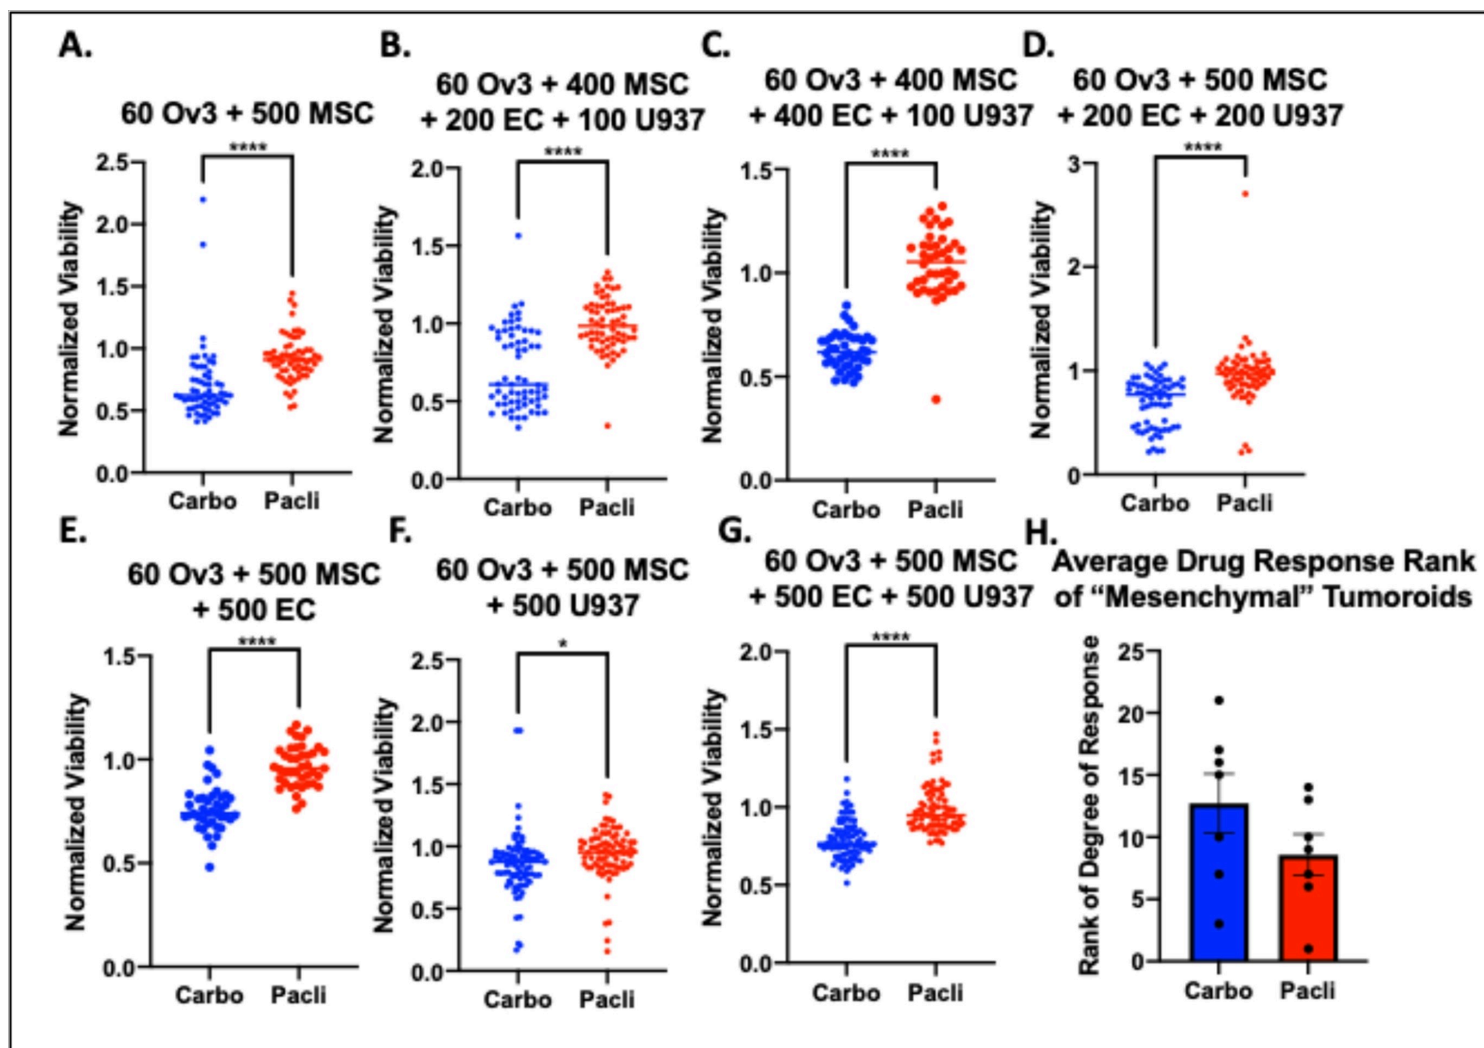 A.
60 Ov3 + 500 MSC
****
Normalized Viability
2.5
2.0
1.5
1.0
0.5
0.0
Carbo
Pacli
B.
60 Ov3 + 400 MSC
+ 200 EC + 100 U937
****
Normalized Viability
2.0
1.5
1.0
0.5
0.0
Carbo
Pacli
C.
60 Ov3 + 400 MSC
+ 400 EC + 100 U937
****
Normalized Viability
1.5
1.0
0.5
0.0
Carbo
Pacli
D.
60 Ov3 + 500 MSC
+ 200 EC + 200 U937
****
Normalized Viability
3
2
1
0
Carbo
Pacli
E.
60 Ov3 + 500 MSC
+ 500 EC
****
Normalized Viability
1.5
1.0
0.5
0.0
Carbo
Pacli
F.
60 Ov3 + 500 MSC
+ 500 U937
*
Normalized Viability
2.5
2.0
1.5
1.0
0.5
0.0
Carbo
Pacli
G.
60 Ov3 + 500 MSC
+ 500 EC + 500 U937
****
Normalized Viability
2.0
1.5
1.0
0.5
0.0
Carbo
Pacli
H.
Average Drug Response Rank
of “Mesenchymal” Tumoroids
Rank of Degree of Response
25
20
15
10
5
0
Carbo
Pacli